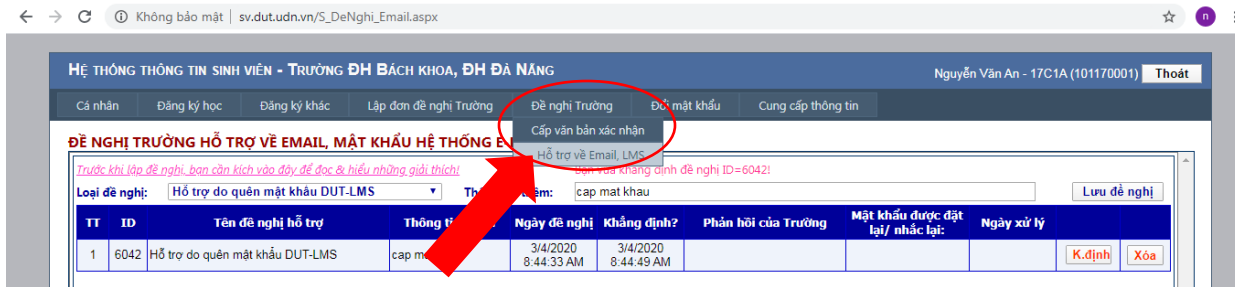 Không bảo mật | sv.dut.udn.vn/S_DeNghi_Email.aspx
n
HỆ THỐNG THÔNG TIN SINH VIÊN - TRƯỜNG ĐH BÁCH KHOA, ĐH ĐÀ NẴNG
Nguyễn Văn An - 17C1A (101170001) Thoát
Cá nhân Đăng ký học Đăng ký khác Lập đơn đề nghị Trường Đề nghị Trường Đổi mật khẩu Cung cấp thông tin
Cấp văn bản xác nhận
ĐỀ NGHỊ TRƯỜNG HỖ TRỢ VỀ EMAIL, MẬT KHẨU HỆ THỐNG E
Hỗ trợ về Email, LMS
Trước khi lập đề nghị, bạn cần kích vào đây để đọc & hiểu những giải thích! Bạn vừa khẳng định đề nghị ID=6042!
Loại đề nghị: Hỗ trợ do quên mật khẩu DUT-LMS thêm: cap mat khau Lưu đề nghị
TT ID Tên đề nghị hỗ trợ Thông Ngày đề nghị Khẳng định? Phản hồi của Trường Mật khẩu được đặt lại/ nhắc lại: Ngày xử lý
1 6042 Hỗ trợ do quên mật khẩu DUT-LMS cap 3/4/2020 8:44:33 AM 3/4/2020 8:44:49 AM K.định Xóa